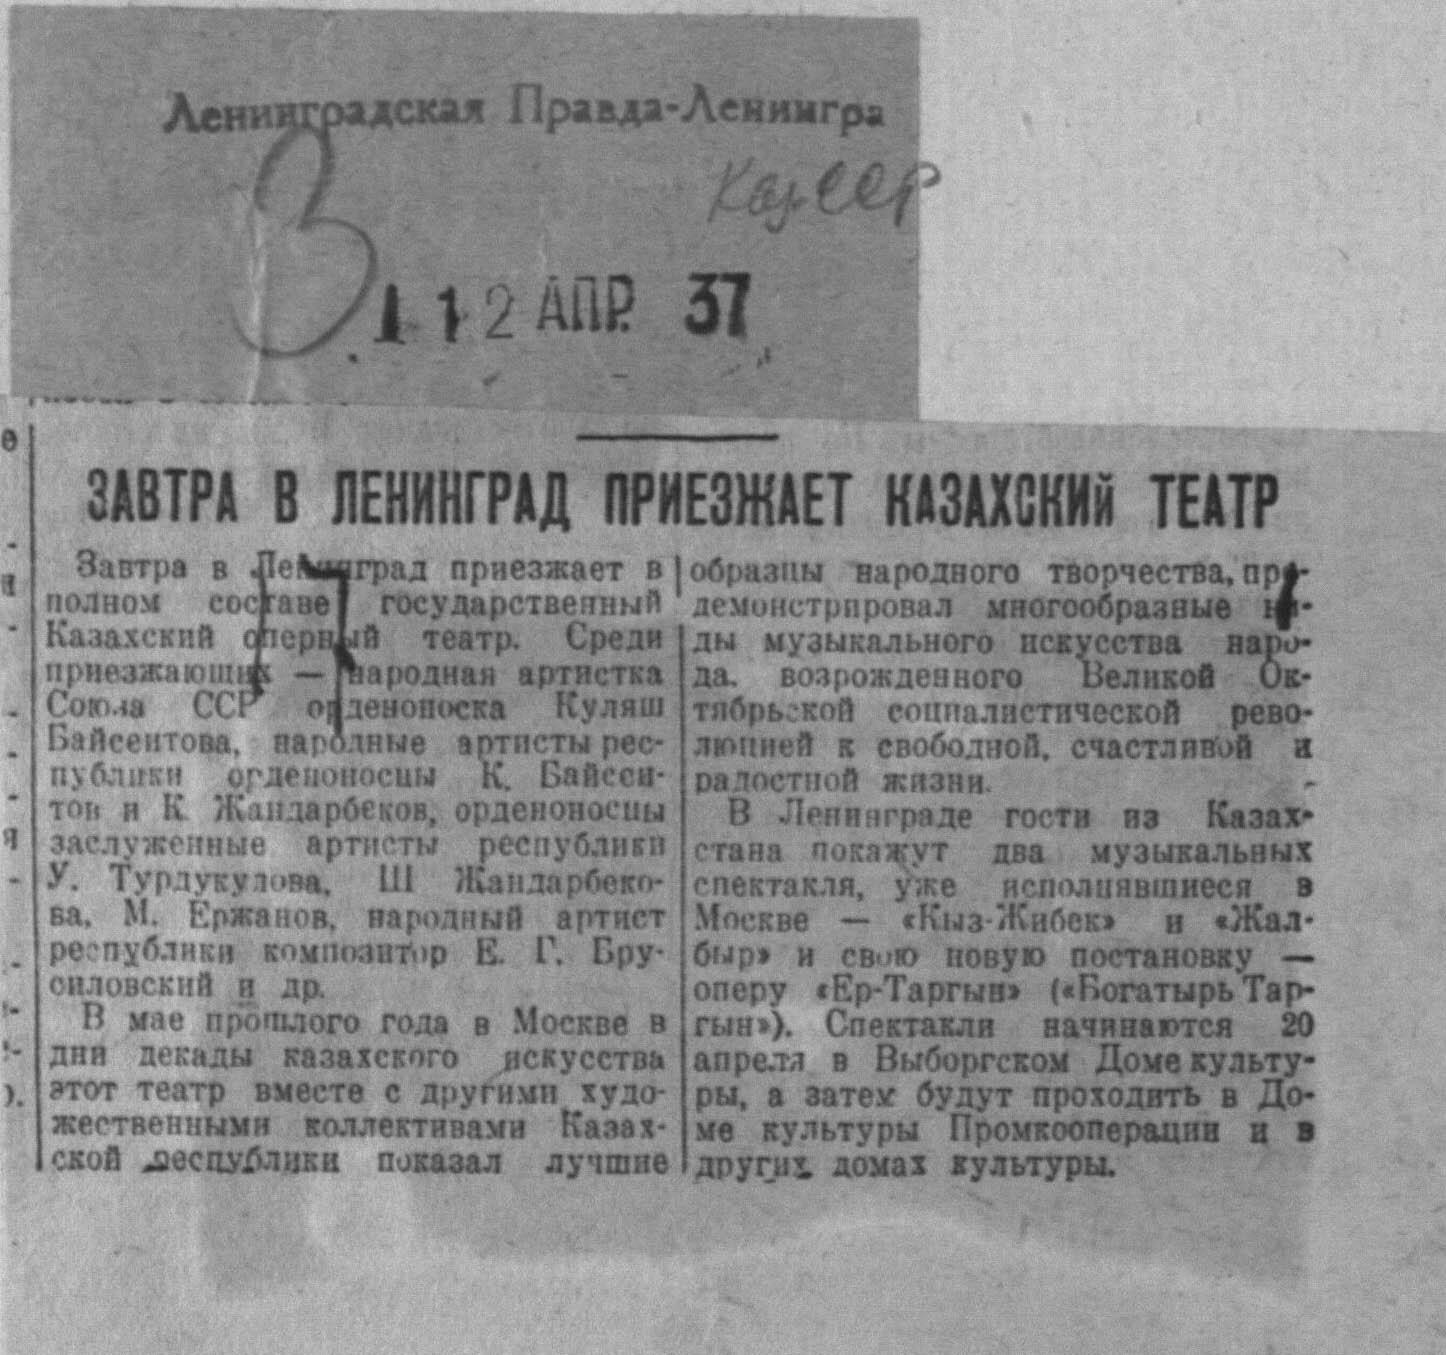 Ленинградская Правда-Ленингра
3
Каз.ССР
1 12 АПР. 37
ЗАВТРА В ЛЕНИНГРАД ПРИЕЗЖАЕТ КАЗАХСКИЙ ТЕАТР
Завтра в Ленинград приезжает в
полном составе государственный
Казахский оперный театр. Среди
приезжающих — народная артистка
Союза ССР орденоноска Куляш
Байсеитова, народные артисты рес-
публики орденоносцы К. Байсеи-
тов и К. Жандарбеков, орденоносцы
заслуженные артисты республики
У. Турдукулова, Ш Жандарбеко-
ва, М. Ержанов, народный артист
республики композитор Е. Г. Бру-
силовский и др.
В мае прошлого года в Москве в
дни декады казахского искусства
этот театр вместе с другими худо-
жественными коллективами Казах-
ской республики показал лучшие
образцы народного творчества, про-
демонстрировал многообразные ви-
ды музыкального искусства наро-
да, возрожденного Великой Ок-
тябрьской социалистической рево-
люцией к свободной, счастливой и
радостной жизни.
В Ленинграде гости из Казах-
стана покажут два музыкальных
спектакля, уже исполнявшиеся в
Москве — «Кыз-Жибек» и «Жал-
быр» и свою новую постановку —
оперу «Ер-Таргын» («Богатырь Тар-
гын»). Спектакли начинаются 20
апреля в Выборгском Доме культу-
ры, а затем будут проходить в До-
ме культуры Промкооперации и в
других домах культуры.